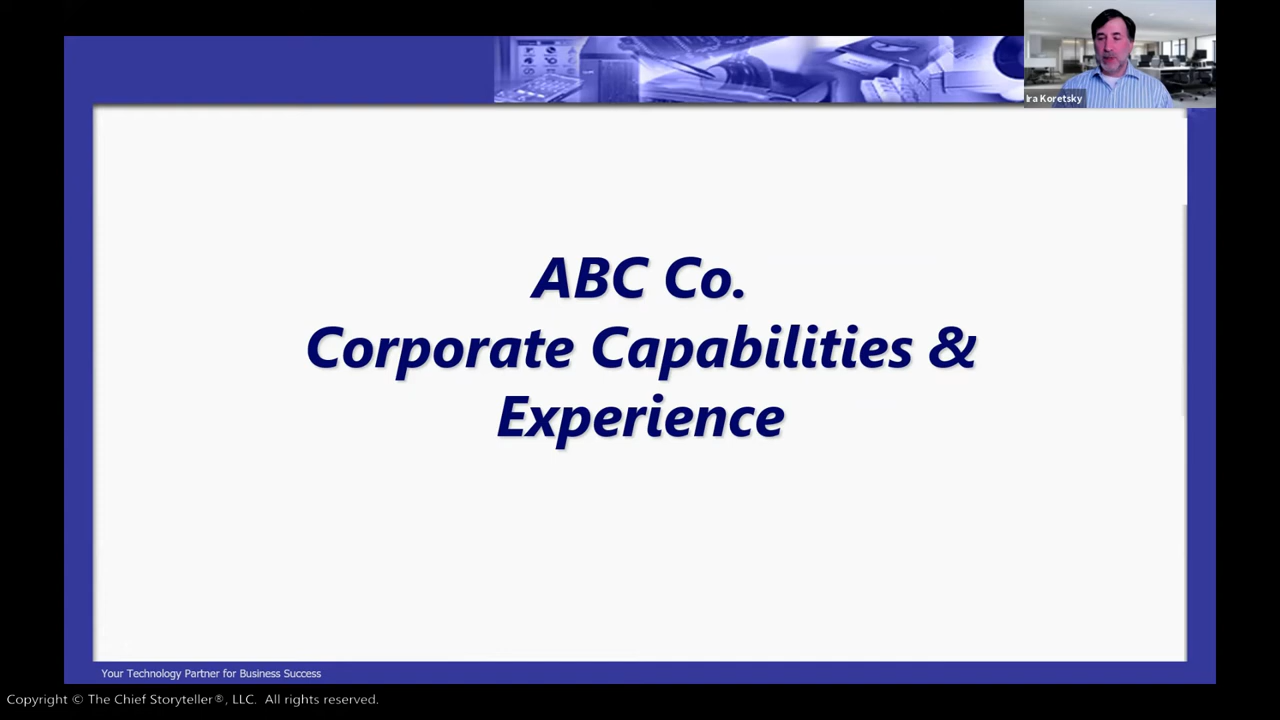 Ira Koretsky
ABC Co.
Corporate Capabilities &
Experience
Your Technology Partner for Business Success
Copyright © The Chief Storyteller®, LLC. All rights reserved.